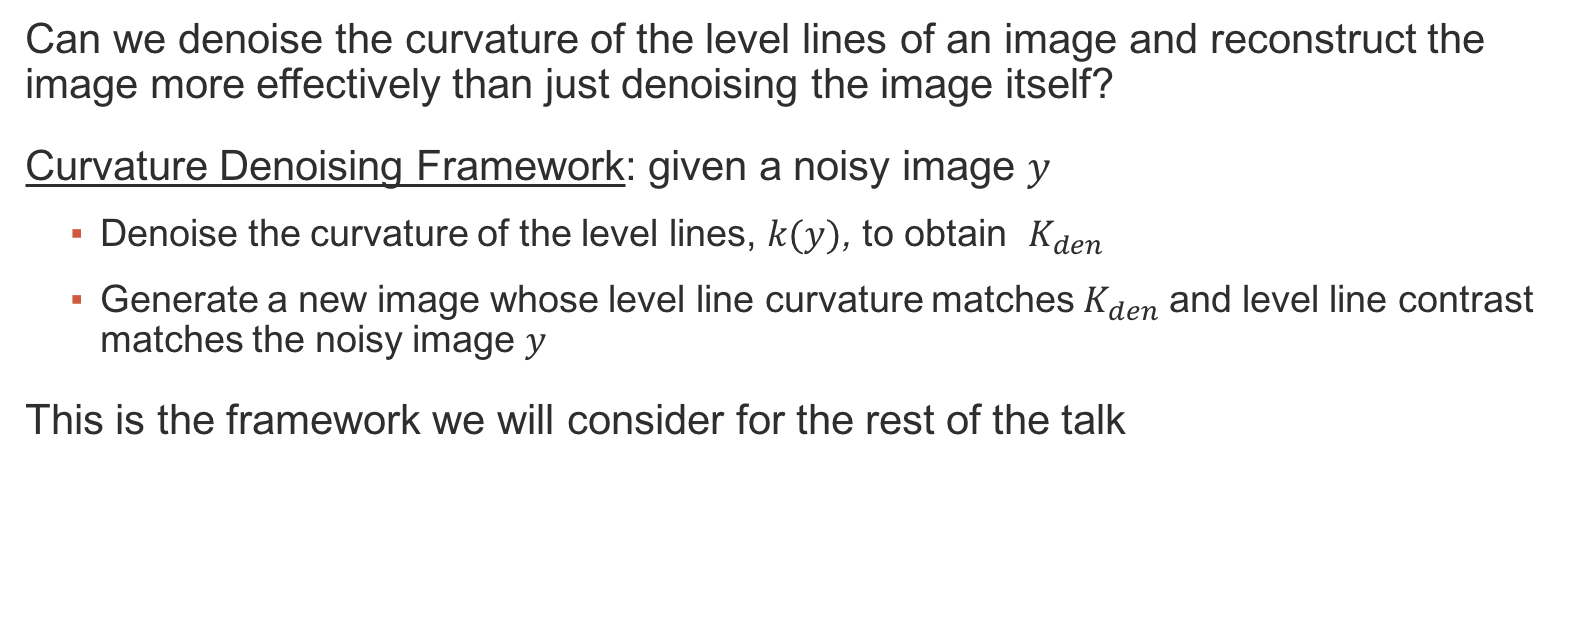 Can we denoise the curvature of the level lines of an image and reconstruct the
image more effectively than just denoising the image itself?
Curvature Denoising Framework: given a noisy image y
▪ Denoise the curvature of the level lines, k(y), to obtain K_den
▪ Generate a new image whose level line curvature matches K_den and level line contrast
matches the noisy image y
This is the framework we will consider for the rest of the talk